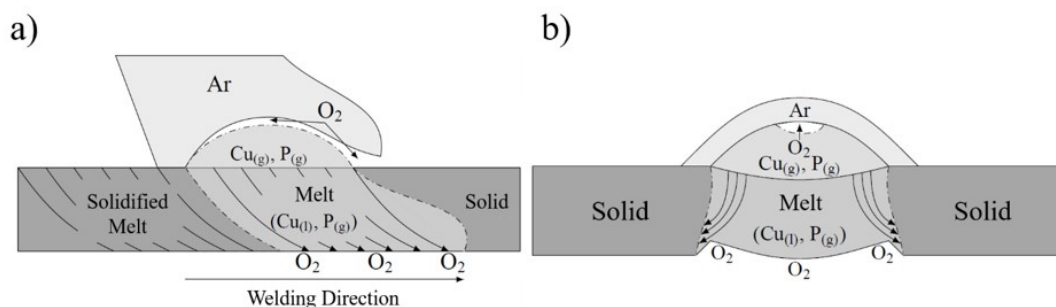 a)
Ar
O₂
Cu₍g₎, P₍g₎
Solidified
Melt
Melt
(Cu₍l₎, P₍g₎)
Solid
O₂ O₂ O₂
Welding Direction
b)
Ar
O₂
Cu₍g₎, P₍g₎
Solid
Melt
(Cu₍l₎, P₍g₎)
Solid
O₂ O₂ O₂